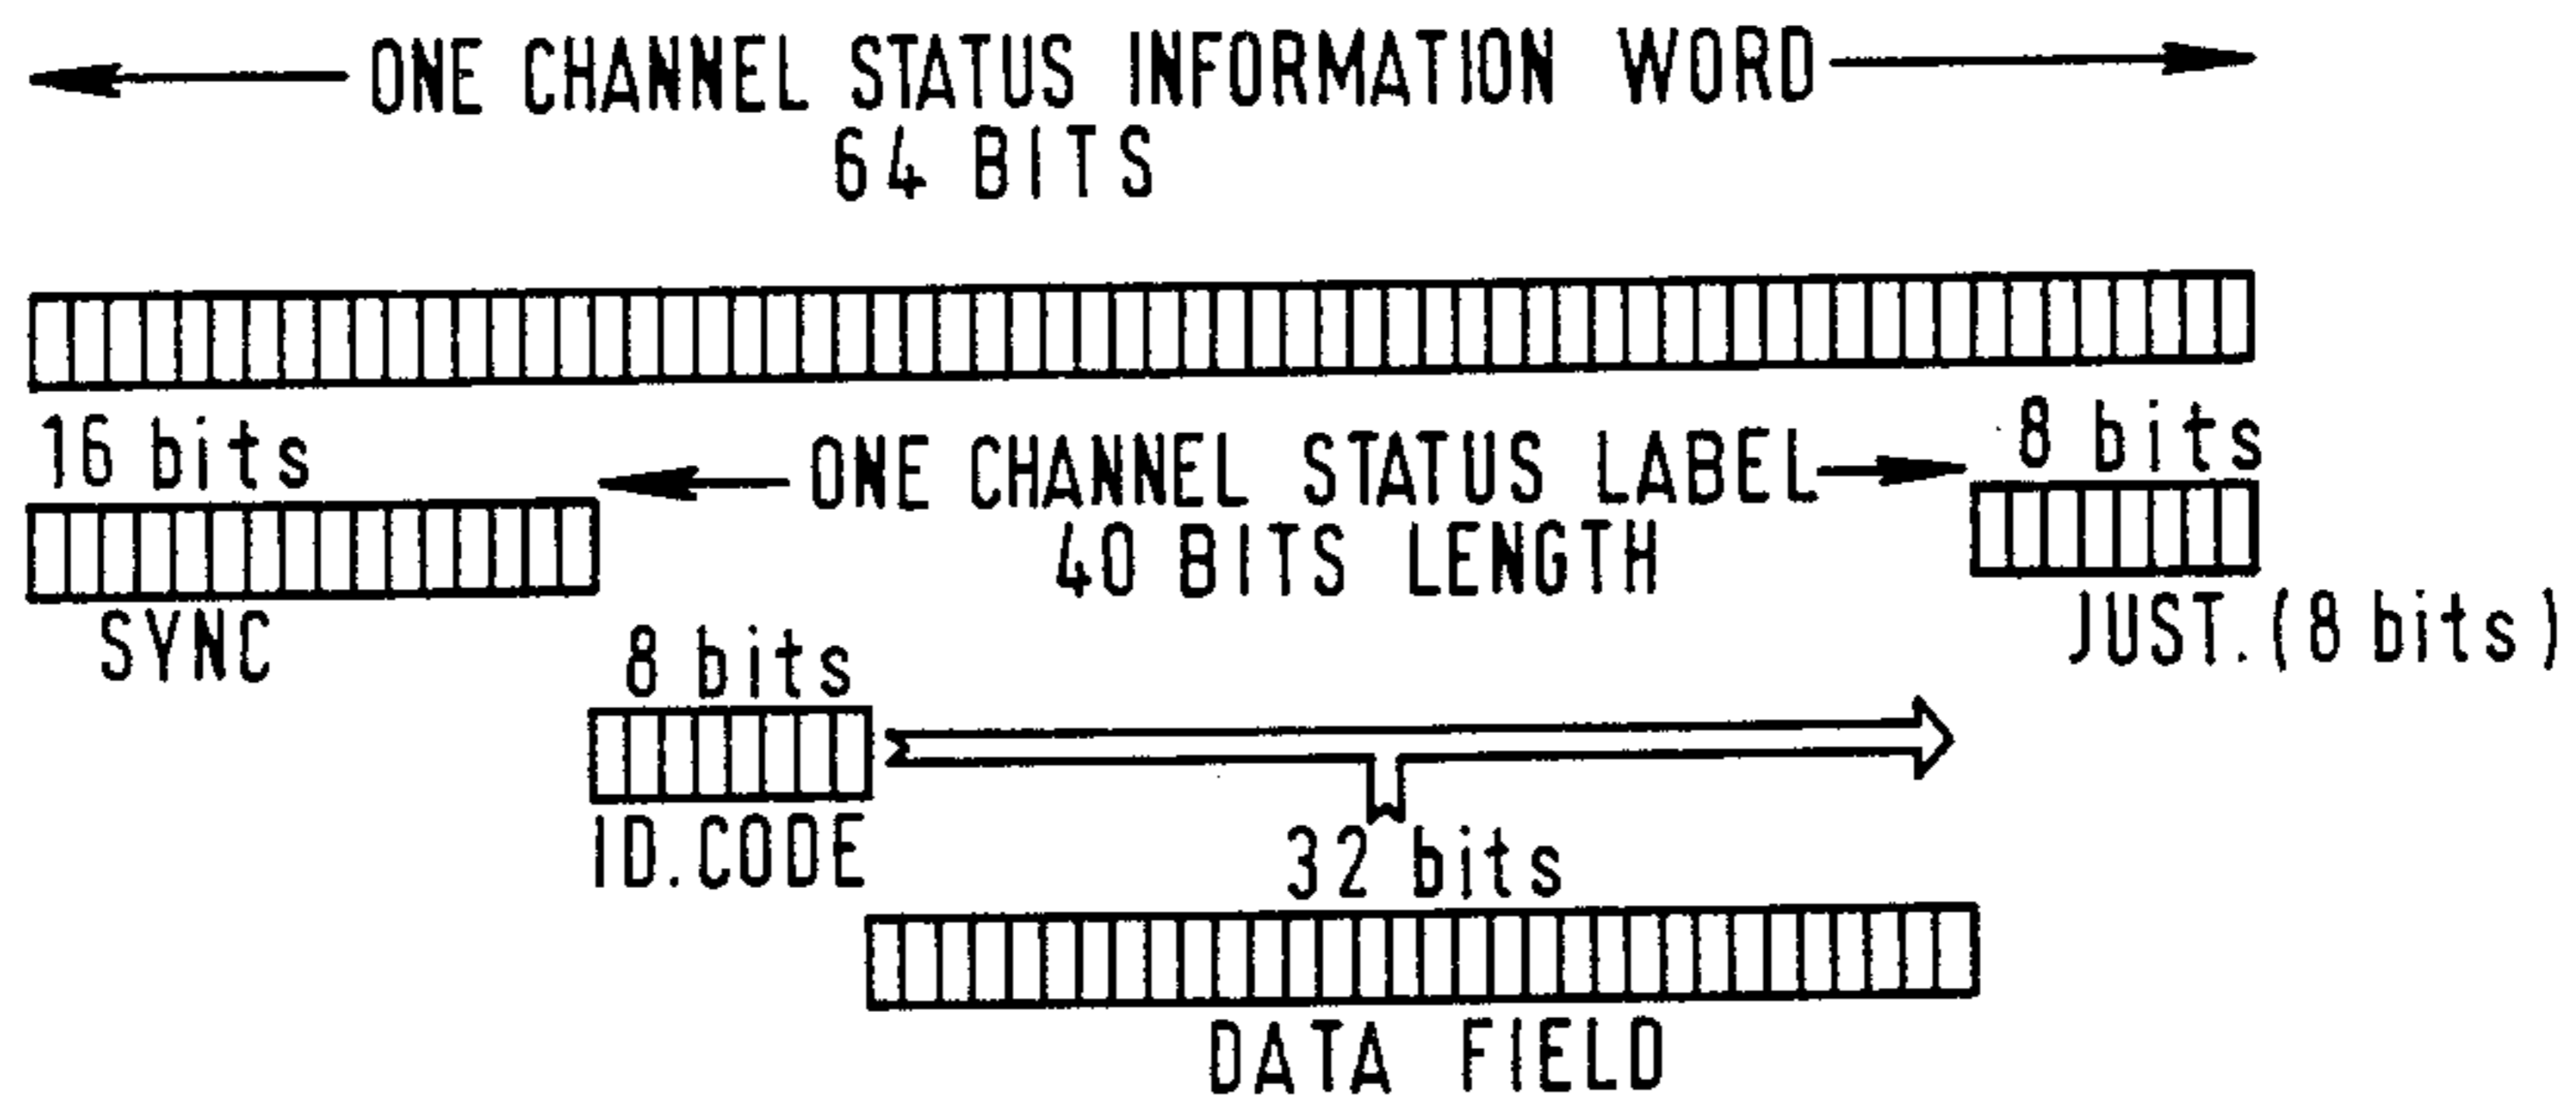 ONE CHANNEL STATUS INFORMATION WORD
64 BITS
16 bits
ONE CHANNEL STATUS LABEL
40 BITS LENGTH
8 bits
SYNC
JUST. (8 bits)
8 bits
ID. CODE
32 bits
DATA FIELD